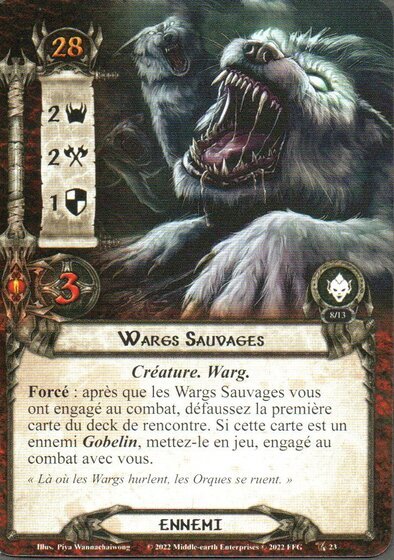 28
2
2
1
3
8/13
Wargs Sauvages
Créature. Warg.
Forcé : après que les Wargs Sauvages vous
ont engagé au combat, défaussez la première
carte du deck de rencontre. Si cette carte est un
ennemi Gobelin, mettez-le en jeu, engagé au
combat avec vous.
« Là où les Wargs hurlent, les Orques se ruent. »
ENNEMI
Illus. Piya Wannachaiwong © 2022 Middle-earth Enterprises © 2022 FFG 23